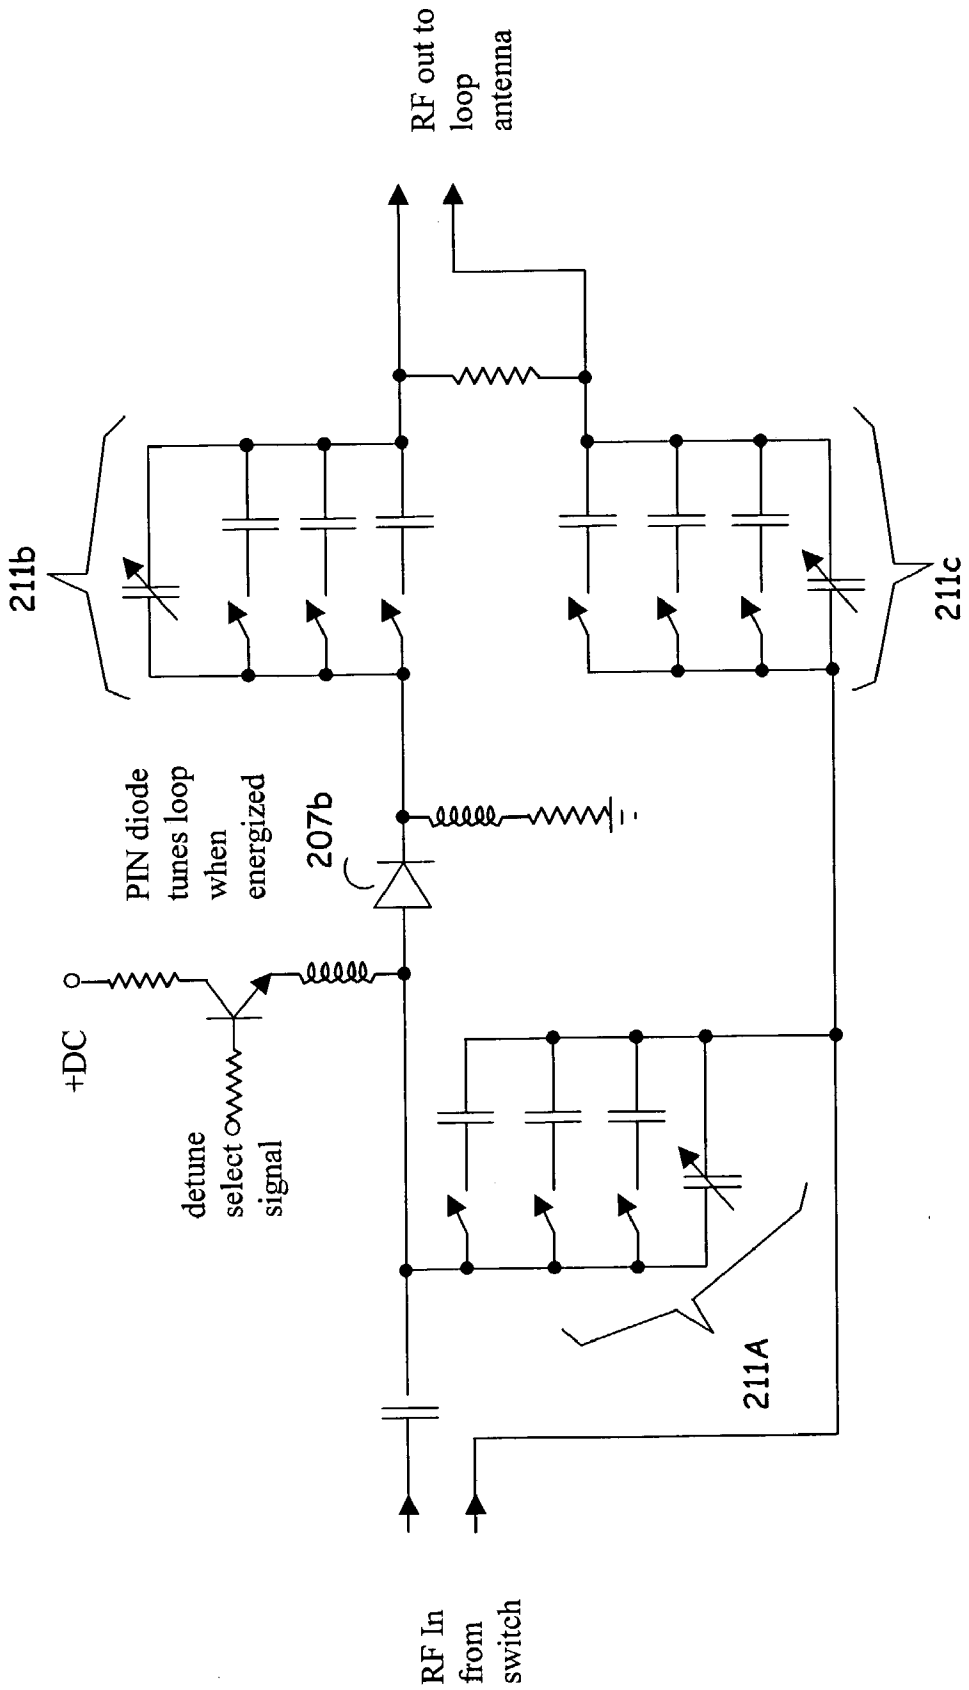 RF In
from
switch
211A
detune
select
signal
+DC
PIN diode
tunes loop
when
energized
207b
211b
211c
RF out to
loop
antenna